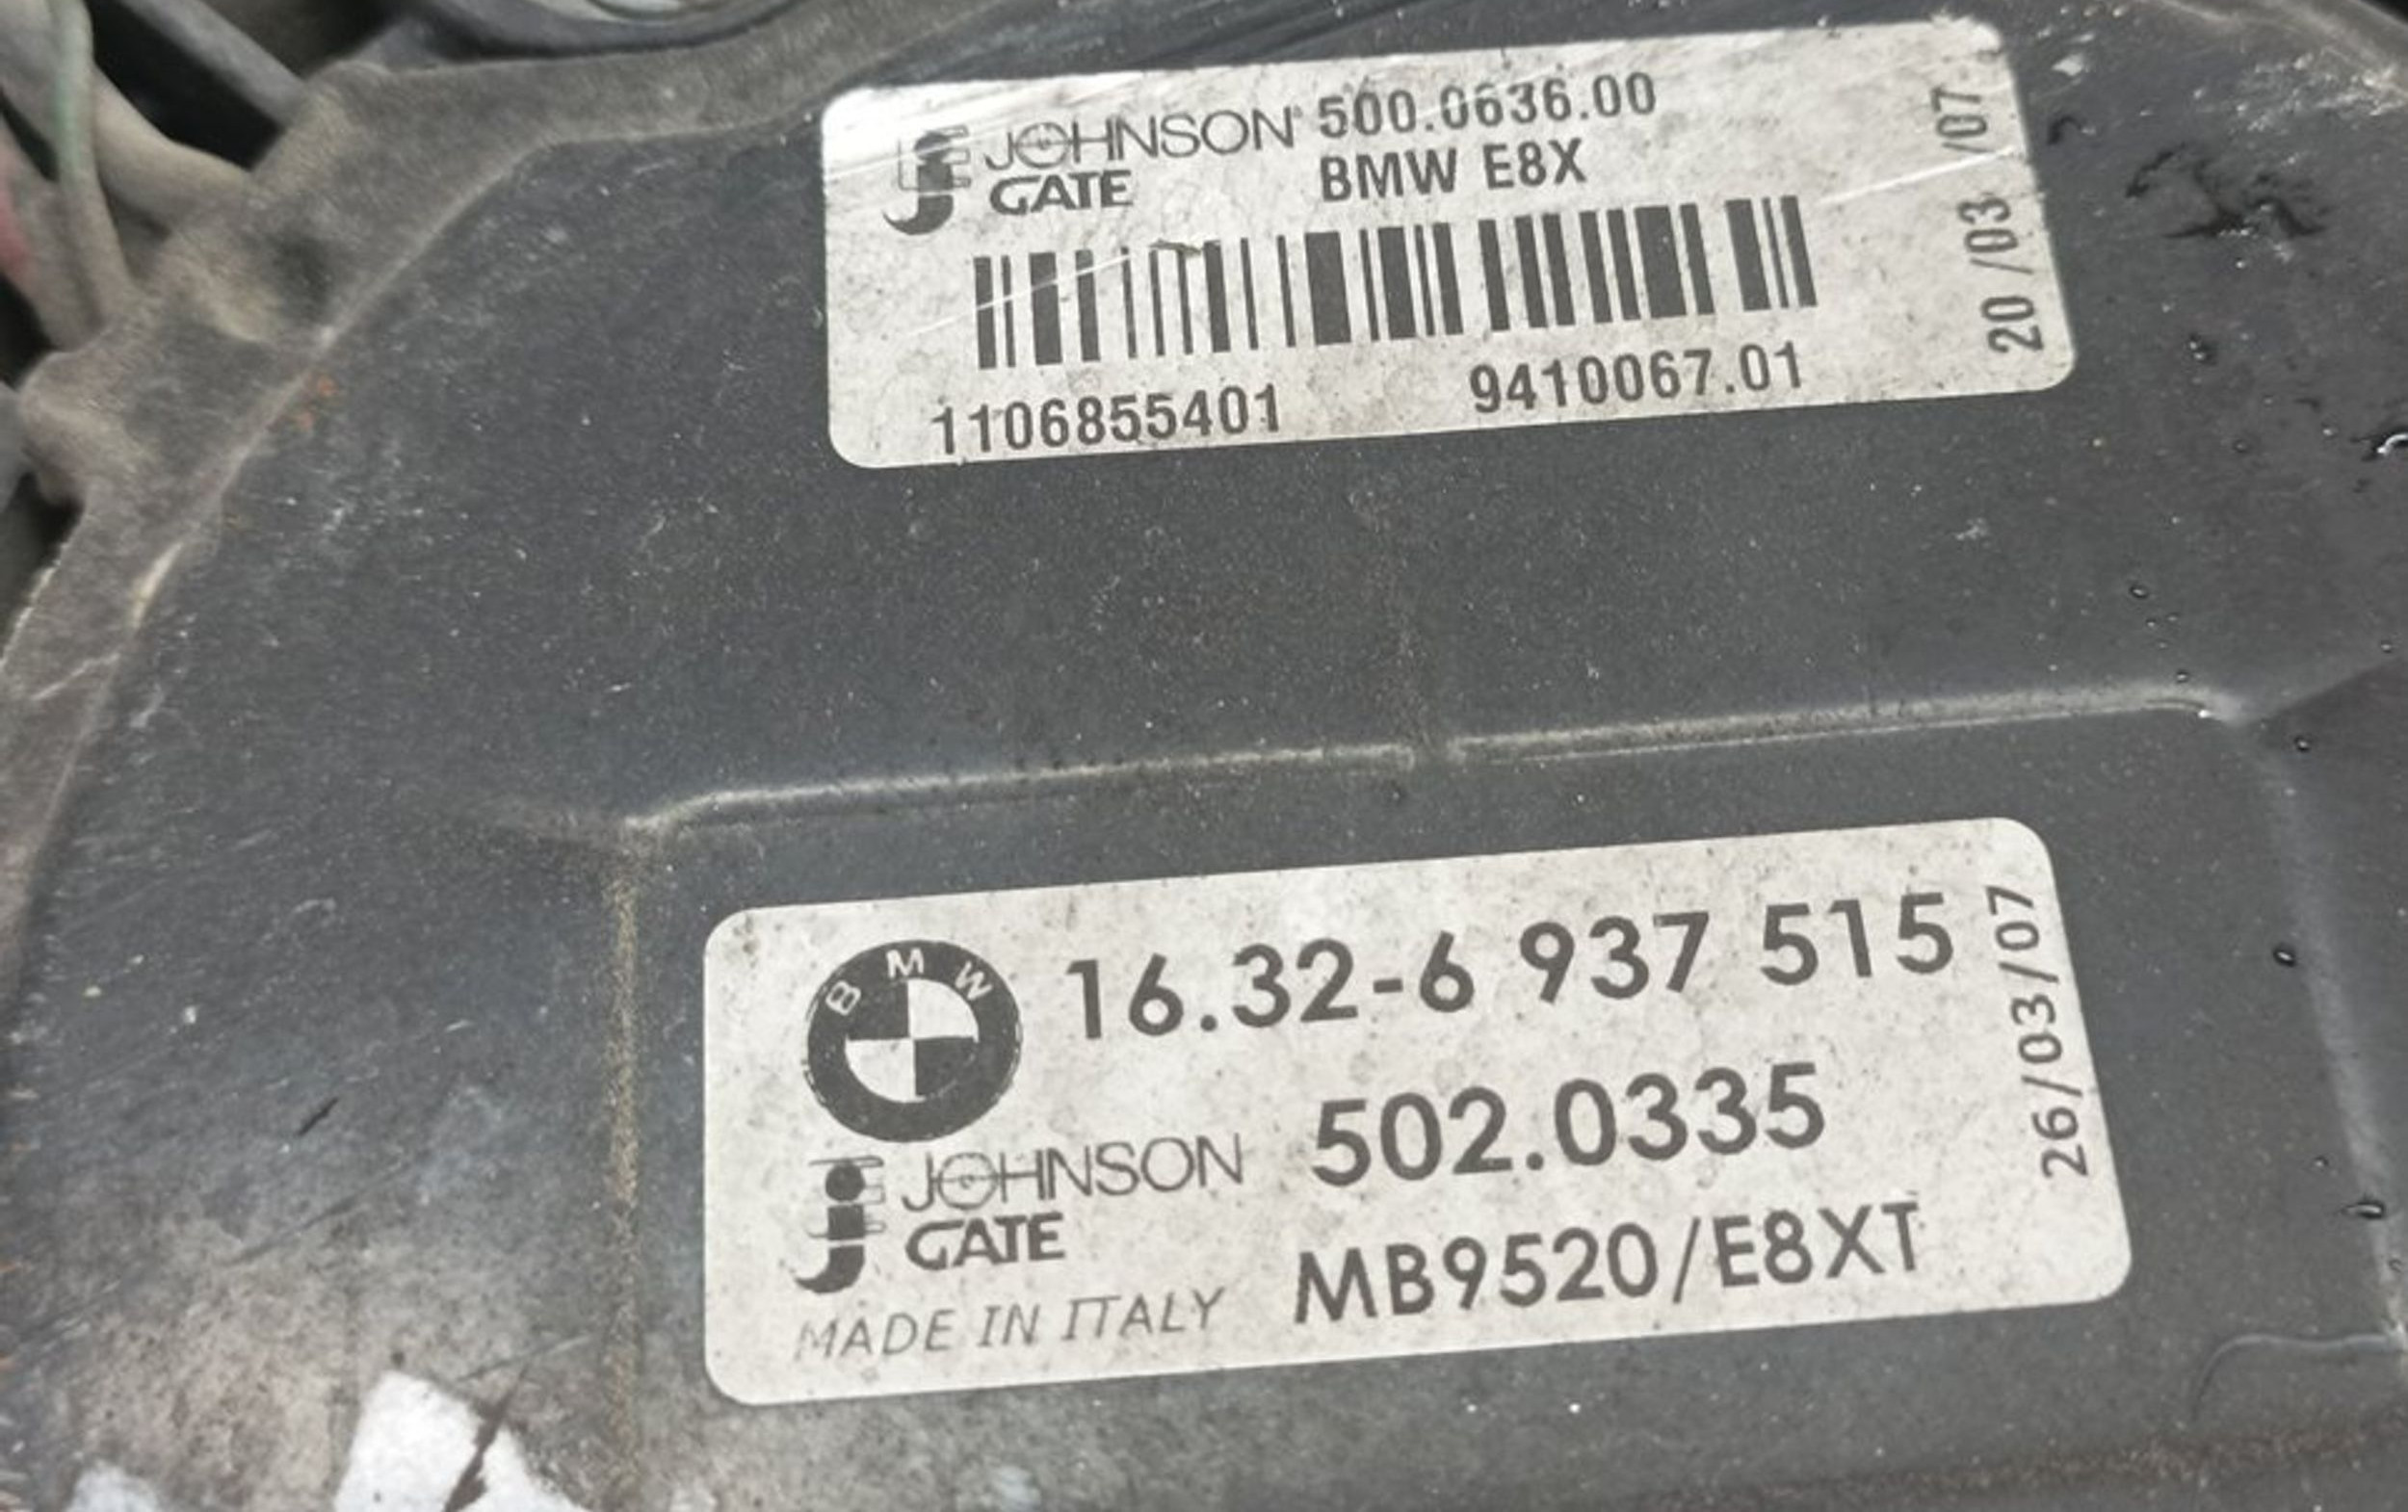 JOHNSON 500.0636.00
GATE BMW E8X
1106855401 9410067.01
20/03/07
BMW
16.32-6 937 515
JOHNSON 502.0335
GATE
MADE IN ITALY MB9520/E8XT
26/03/07